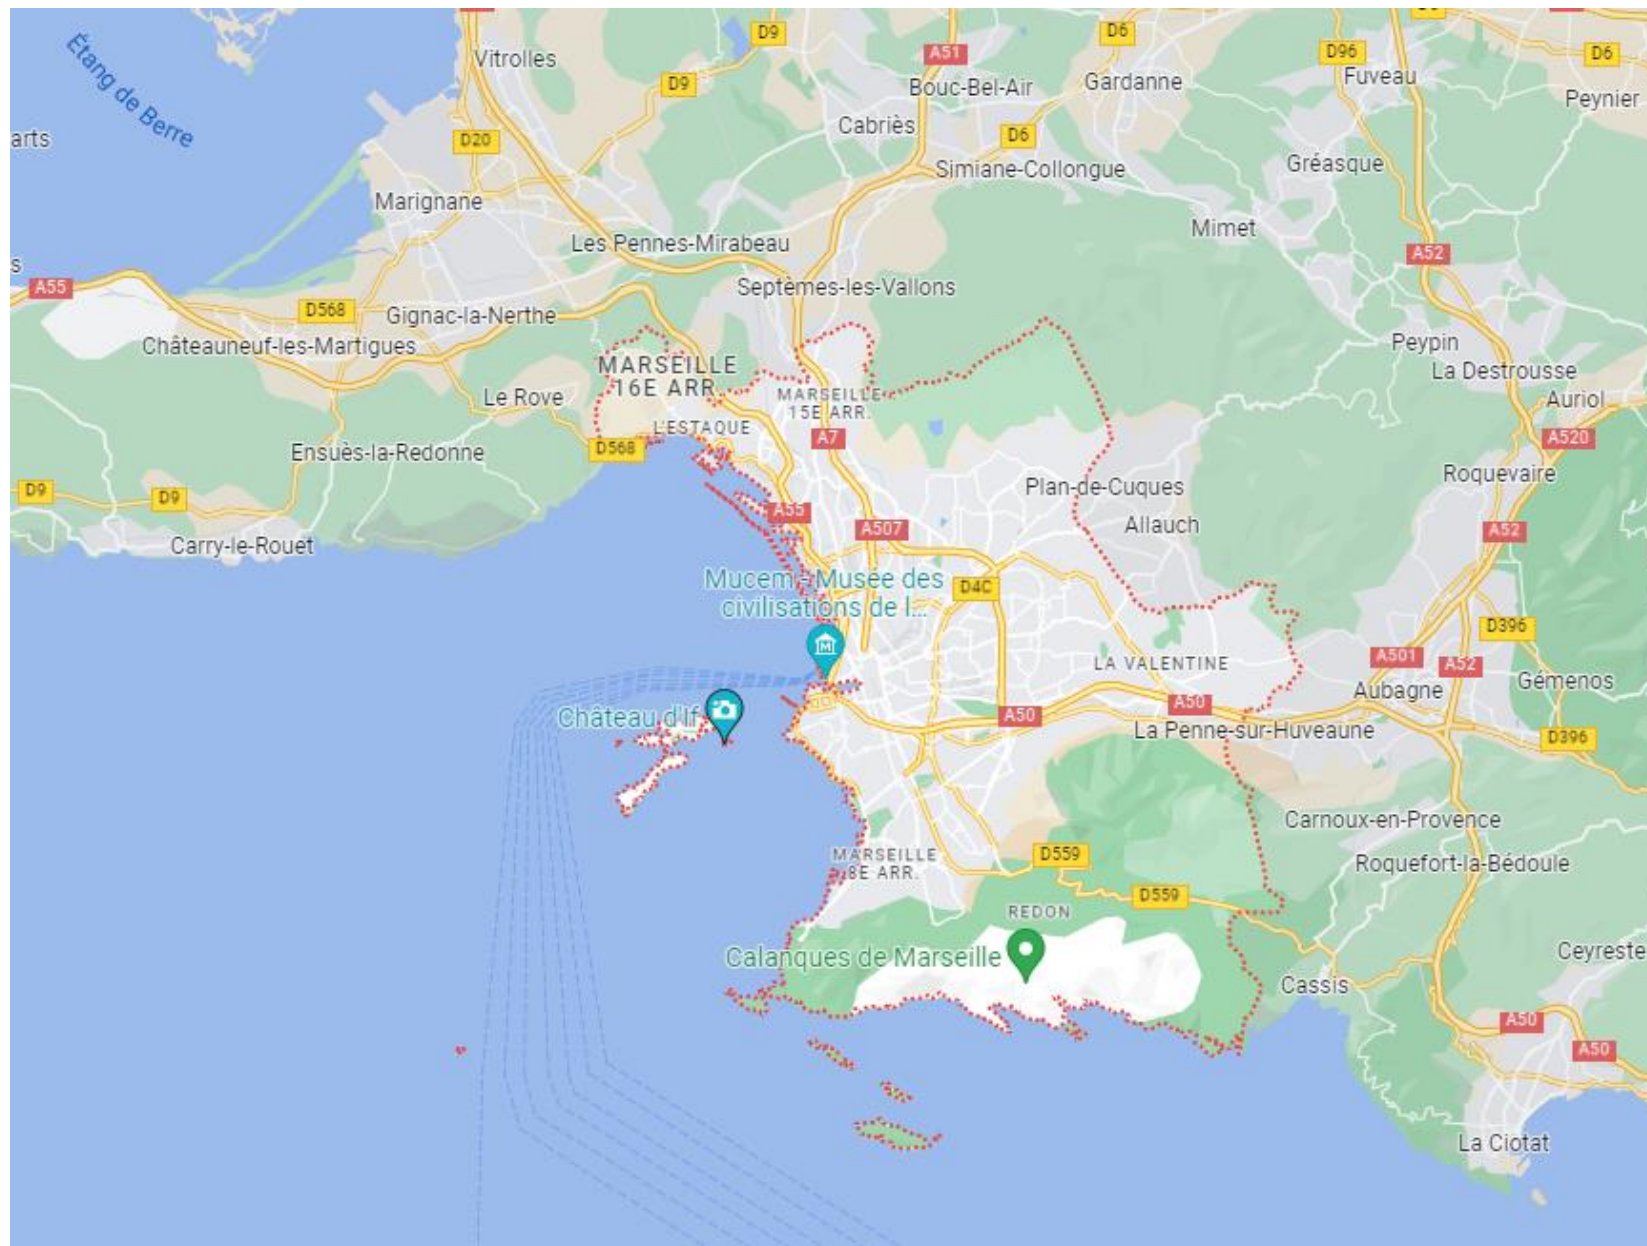 D9
D6
Vitrolles
A51
D96
D6
Étang de Berre
D9
Bouc-Bel-Air
Gardanne
Fuveau
Peynier
arts
D20
Cabriès
D6
Simiane-Collongue
Gréasque
Marignane
Les Pennes-Mirabeau
Mimet
A52
s
A55
Septèmes-les-Vallons
D568
Gignac-la-Nerthe
Châteauneuf-les-Martigues
Peypin
MARSEILLE
16E ARR.
La Destrousse
Le Rove
MARSEILLE
15E ARR.
Auriol
L'ESTAQUE
A7
A520
D568
Ensuès-la-Redonne
Roquevaire
D9
D9
Plan-de-Cuques
A55
A507
Allauch
A52
Carry-le-Rouet
Mucem - Musée des
civilisations de l...
D4C
D396
M
LA VALENTINE
A501
A52
Aubagne
Gémenos
Château d'If
A50
A50
La Penne-sur-Huveaune
D396
Carnoux-en-Provence
MARSEILLE
8E ARR.
D559
Roquefort-la-Bédoule
D559
REDON
Calanques de Marseille
Ceyreste
Cassis
A50
A50
La Ciotat